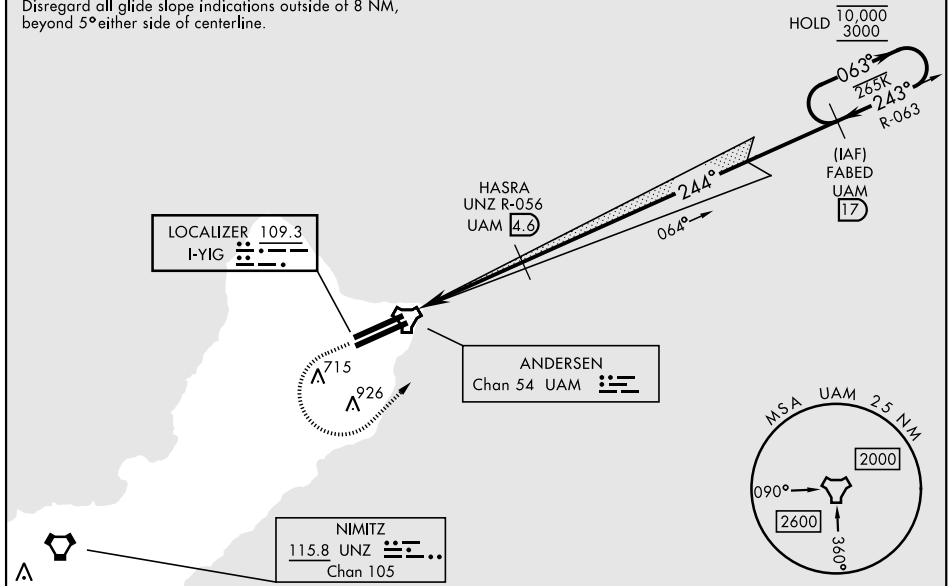 Disregard all glide slope indications outside of 8 NM,
beyond 5° either side of centerline.
HOLD 10,000
3000
063°
265K
243°
R-063
(IAF)
FABED
UAM
17
HASRA
UNZ R-056
UAM 4.6
244°
064°
LOCALIZER 109.3
I-YIG
715
926
ANDERSEN
Chan 54 UAM
MSA UAM 25 NM
2000
090°
2600
360°
NIMITZ
115.8 UNZ
Chan 105